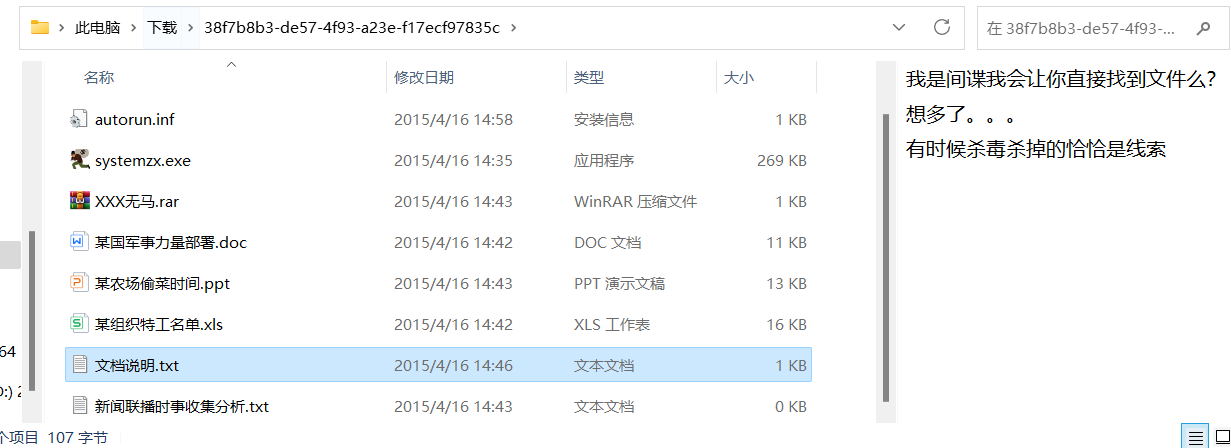 此电脑 › 下载 › 38f7b8b3-de57-4f93-a23e-f17ecf97835c ›
在 38f7b8b3-de57-4f93-...
名称 修改日期 类型 大小
autorun.inf 2015/4/16 14:58 安装信息 1 KB
systemzx.exe 2015/4/16 14:35 应用程序 269 KB
XXX无马.rar 2015/4/16 14:43 WinRAR 压缩文件 1 KB
某国军事力量部署.doc 2015/4/16 14:42 DOC 文档 11 KB
某农场偷菜时间.ppt 2015/4/16 14:43 PPT 演示文稿 13 KB
某组织特工名单.xls 2015/4/16 14:42 XLS 工作表 16 KB
文档说明.txt 2015/4/16 14:46 文本文档 1 KB
新闻联播时事收集分析.txt 2015/4/16 14:43 文本文档 0 KB
我是间谍我会让你直接找到文件么?
想多了。。。
有时候杀毒杀掉的恰恰是线索
64
:) 2
个项目 107 字节